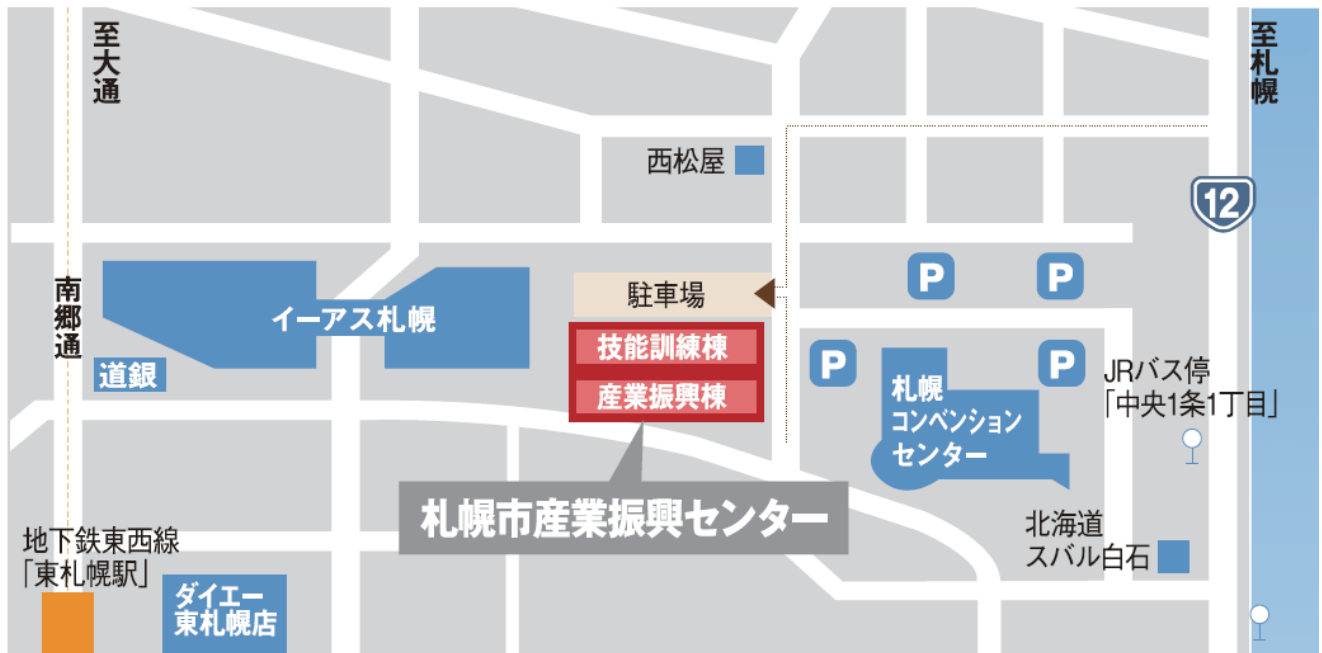 至大通
至札幌
西松屋
12
南郷通
駐車場
P
P
イーアス札幌
技能訓練棟
産業振興棟
道銀
P
P
札幌
コンベンション
センター
JRバス停
「中央1条1丁目」
札幌市産業振興センター
地下鉄東西線
「東札幌駅」
北海道
スバル白石
ダイエー
東札幌店